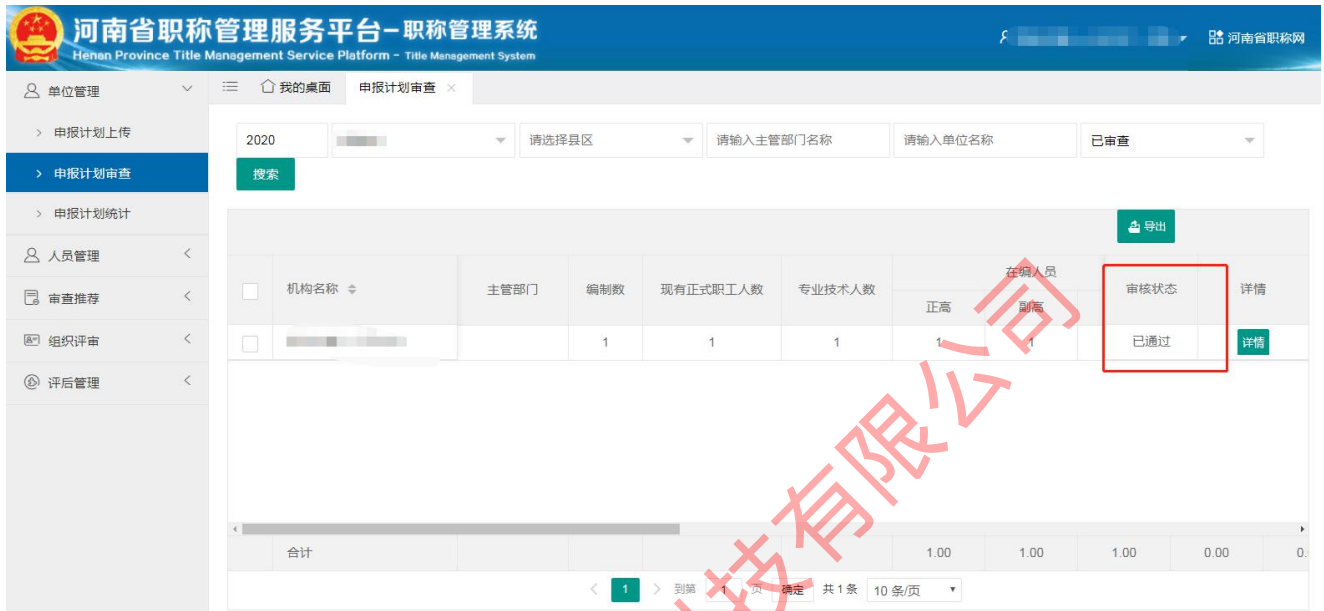 河南省职称管理服务平台-职称管理系统
Henan Province Title Management Service Platform - Title Management System
河南省职称网
单位管理
我的桌面 申报计划审查
申报计划上传
2020 请选择县区 请输入主管部门名称 请输入单位名称 已审查
申报计划审查
搜索
申报计划统计
导出
人员管理
审查推荐
组织评审
评后管理
机构名称 主管部门 编制数 现有正式职工人数 专业技术人数 在编人员 审核状态 详情
正高 副高
1 1 1 1 1 已通过 详情
合计 1.00 1.00 1.00 0.00 0.
1 到第 1 页 确定 共 1 条 10 条/页
技有限公司